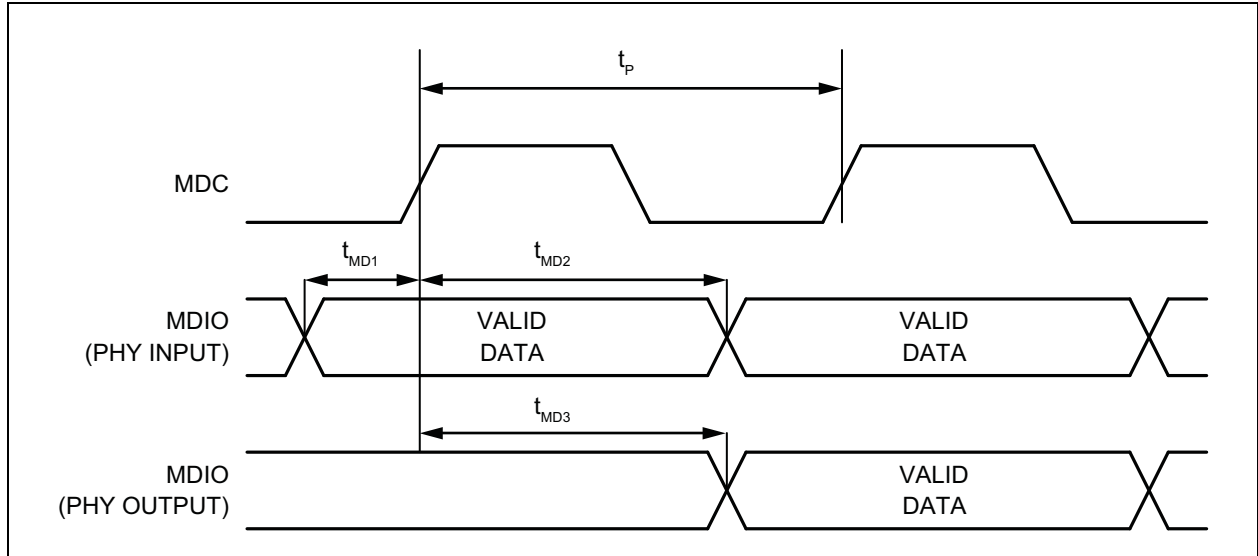 tP
MDC
tMD1
tMD2
MDIO
(PHY INPUT)
VALID
DATA
VALID
DATA
tMD3
MDIO
(PHY OUTPUT)
VALID
DATA